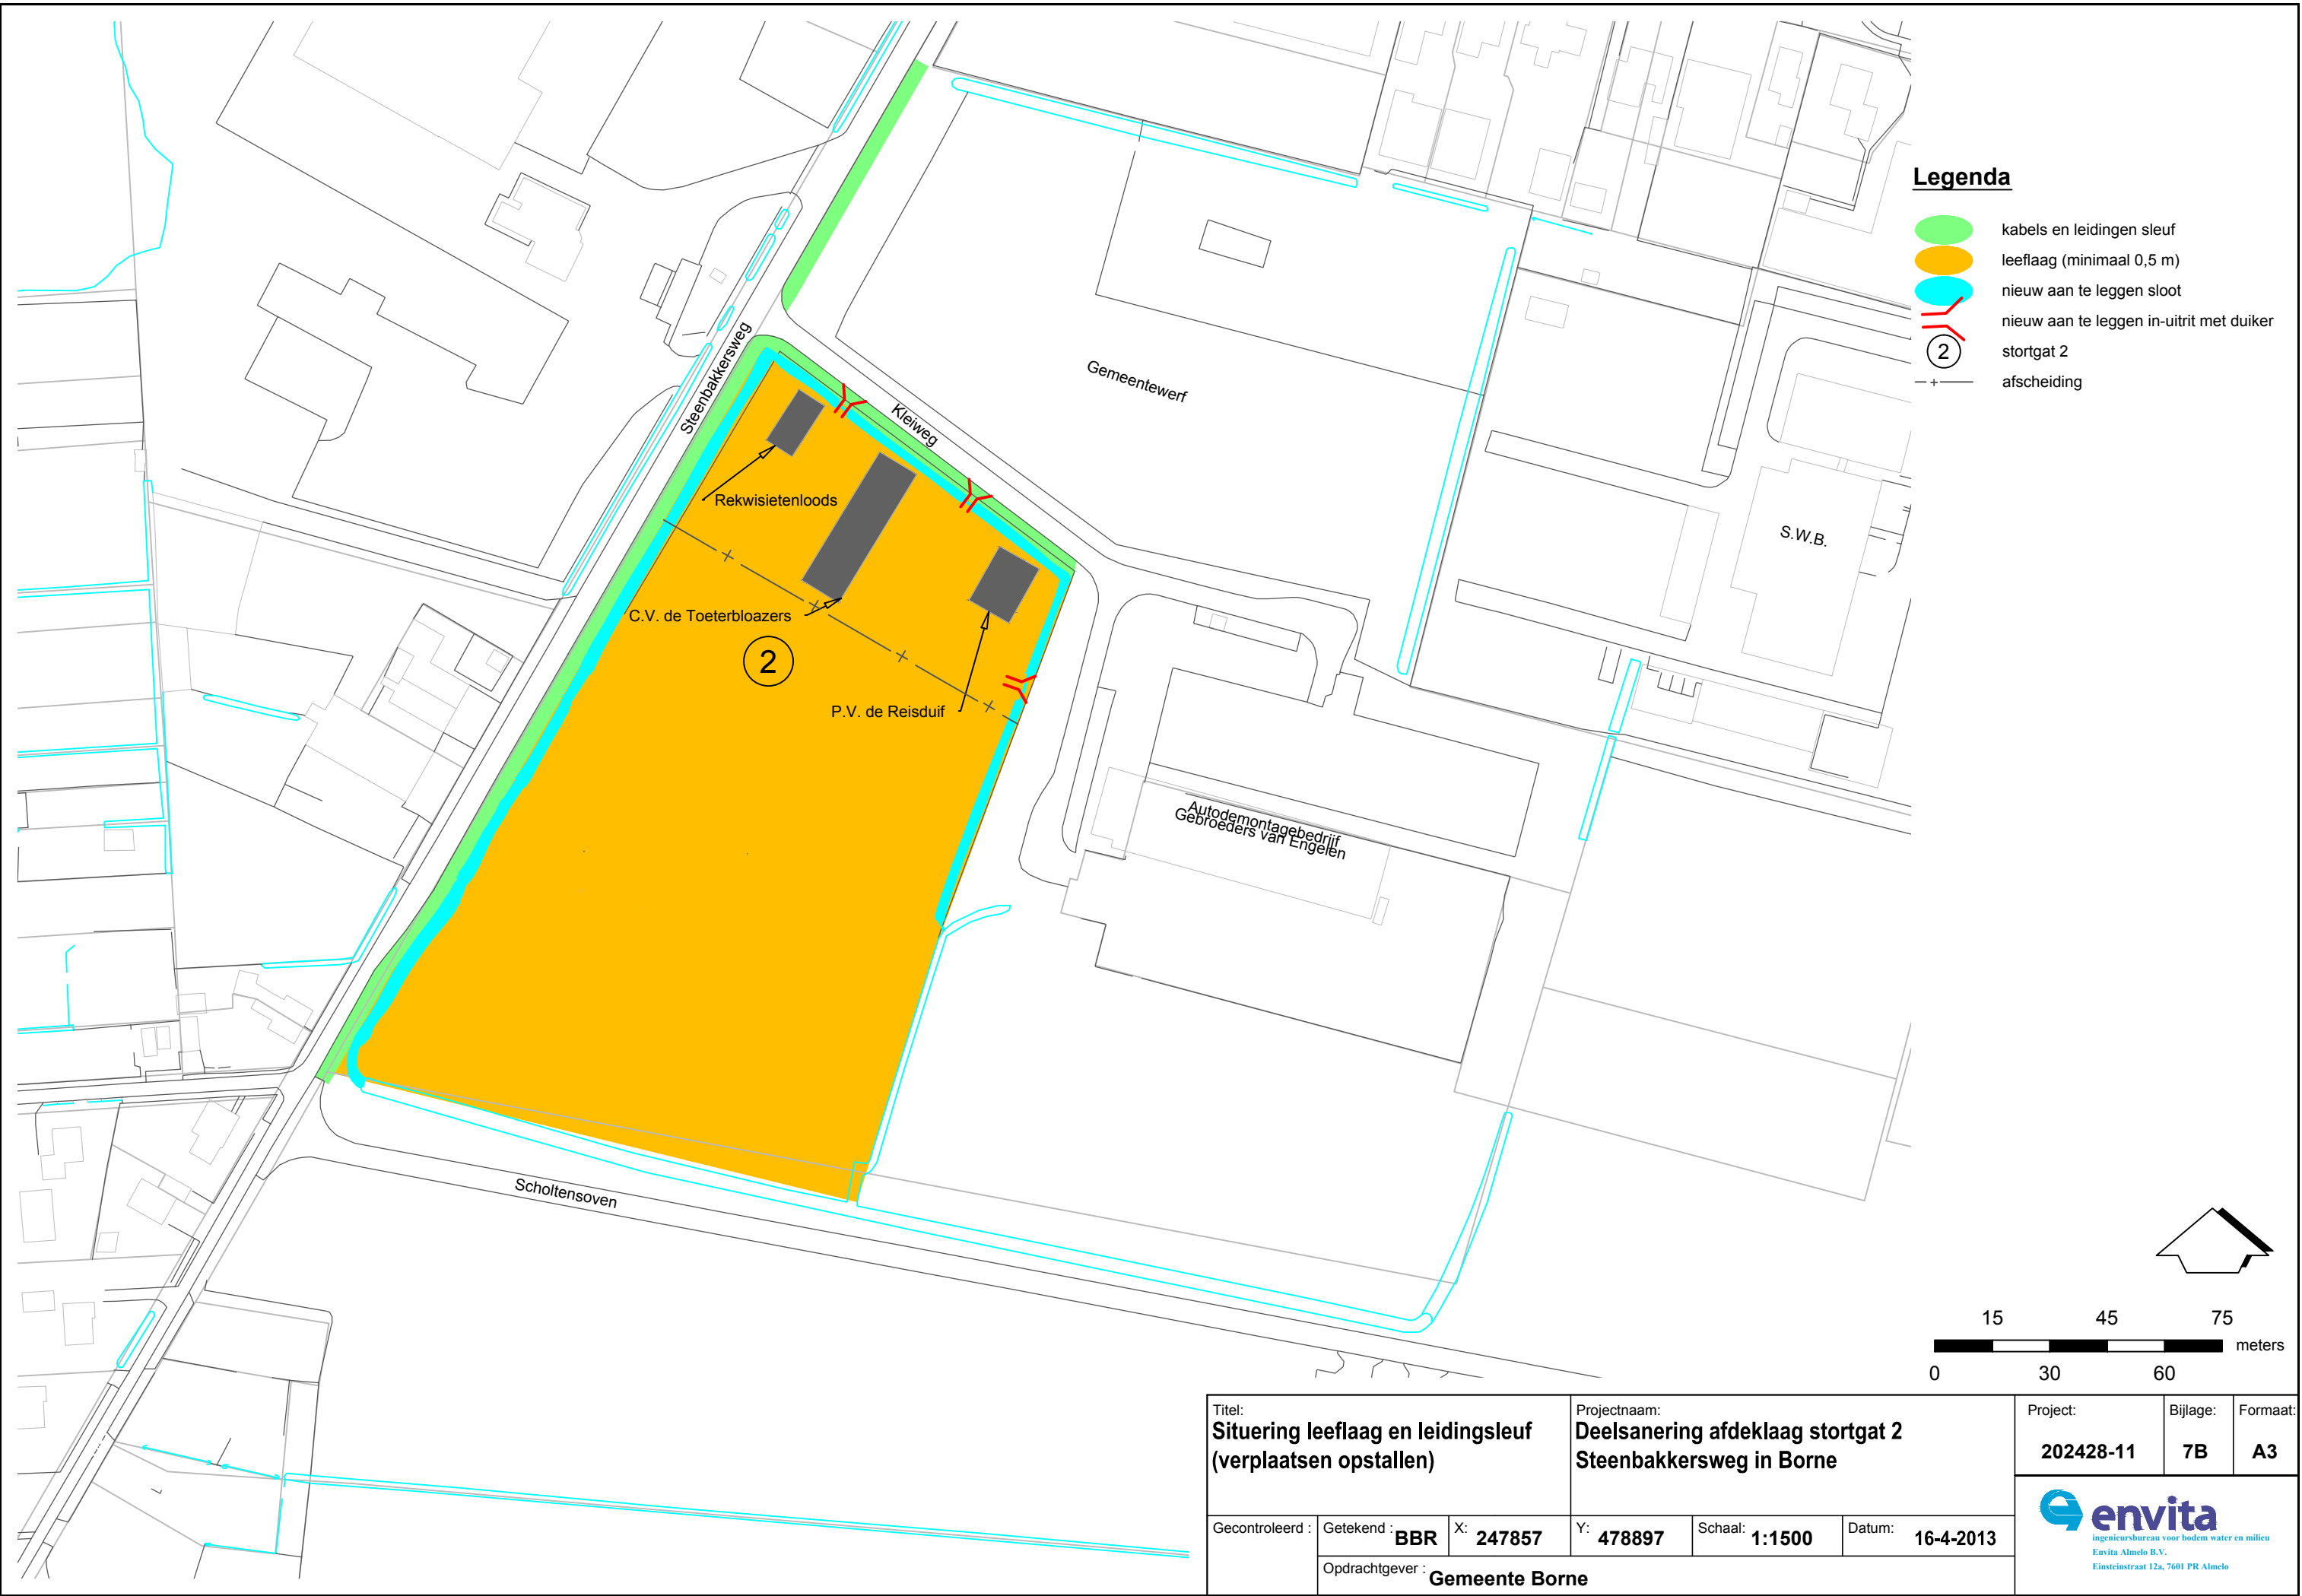 Legenda
kabels en leidingen sleuf
leeflaag (minimaal 0,5 m)
nieuw aan te leggen sloot
nieuw aan te leggen in-uitrit met duiker
2
stortgat 2
afscheiding
Steenbakkersweg
Kleiweg
Gemeentewerf
S.W.B.
Rekwisietenloods
C.V. de Toeterbloazers
2
P.V. de Reisduif
Autodemontagebedrijf
Gebroeders van Engelen
Scholtensoven
15 45 75
meters
0 30 60
Titel:
Situering leeflaag en leidingsleuf
(verplaatsen opstallen)
Projectnaam:
Deelsanering afdeklaag stortgat 2
Steenbakkersweg in Borne
Project:
202428-11
Bijlage:
7B
Formaat:
A3
Gecontroleerd :
Getekend : BBR
X: 247857
Y: 478897
Schaal: 1:1500
Datum: 16-4-2013
Opdrachtgever : Gemeente Borne
envita
ingenieursbureau voor bodem water en milieu
Envita Almelo B.V.
Einsteinstraat 12a, 7601 PR Almelo